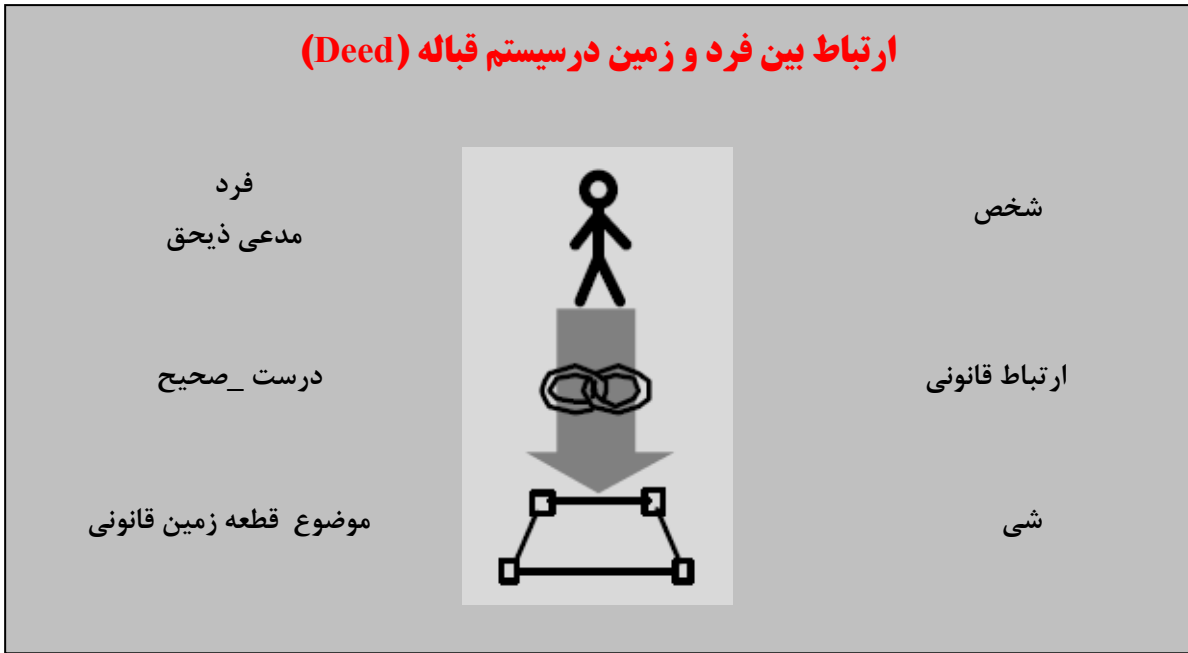 ارتباط بین فرد و زمین درسیستم قباله (Deed)
شخص
فرد
مدعی ذیحق
ارتباط قانونی
درست _صحیح
شی
موضوع قطعه زمین قانونی